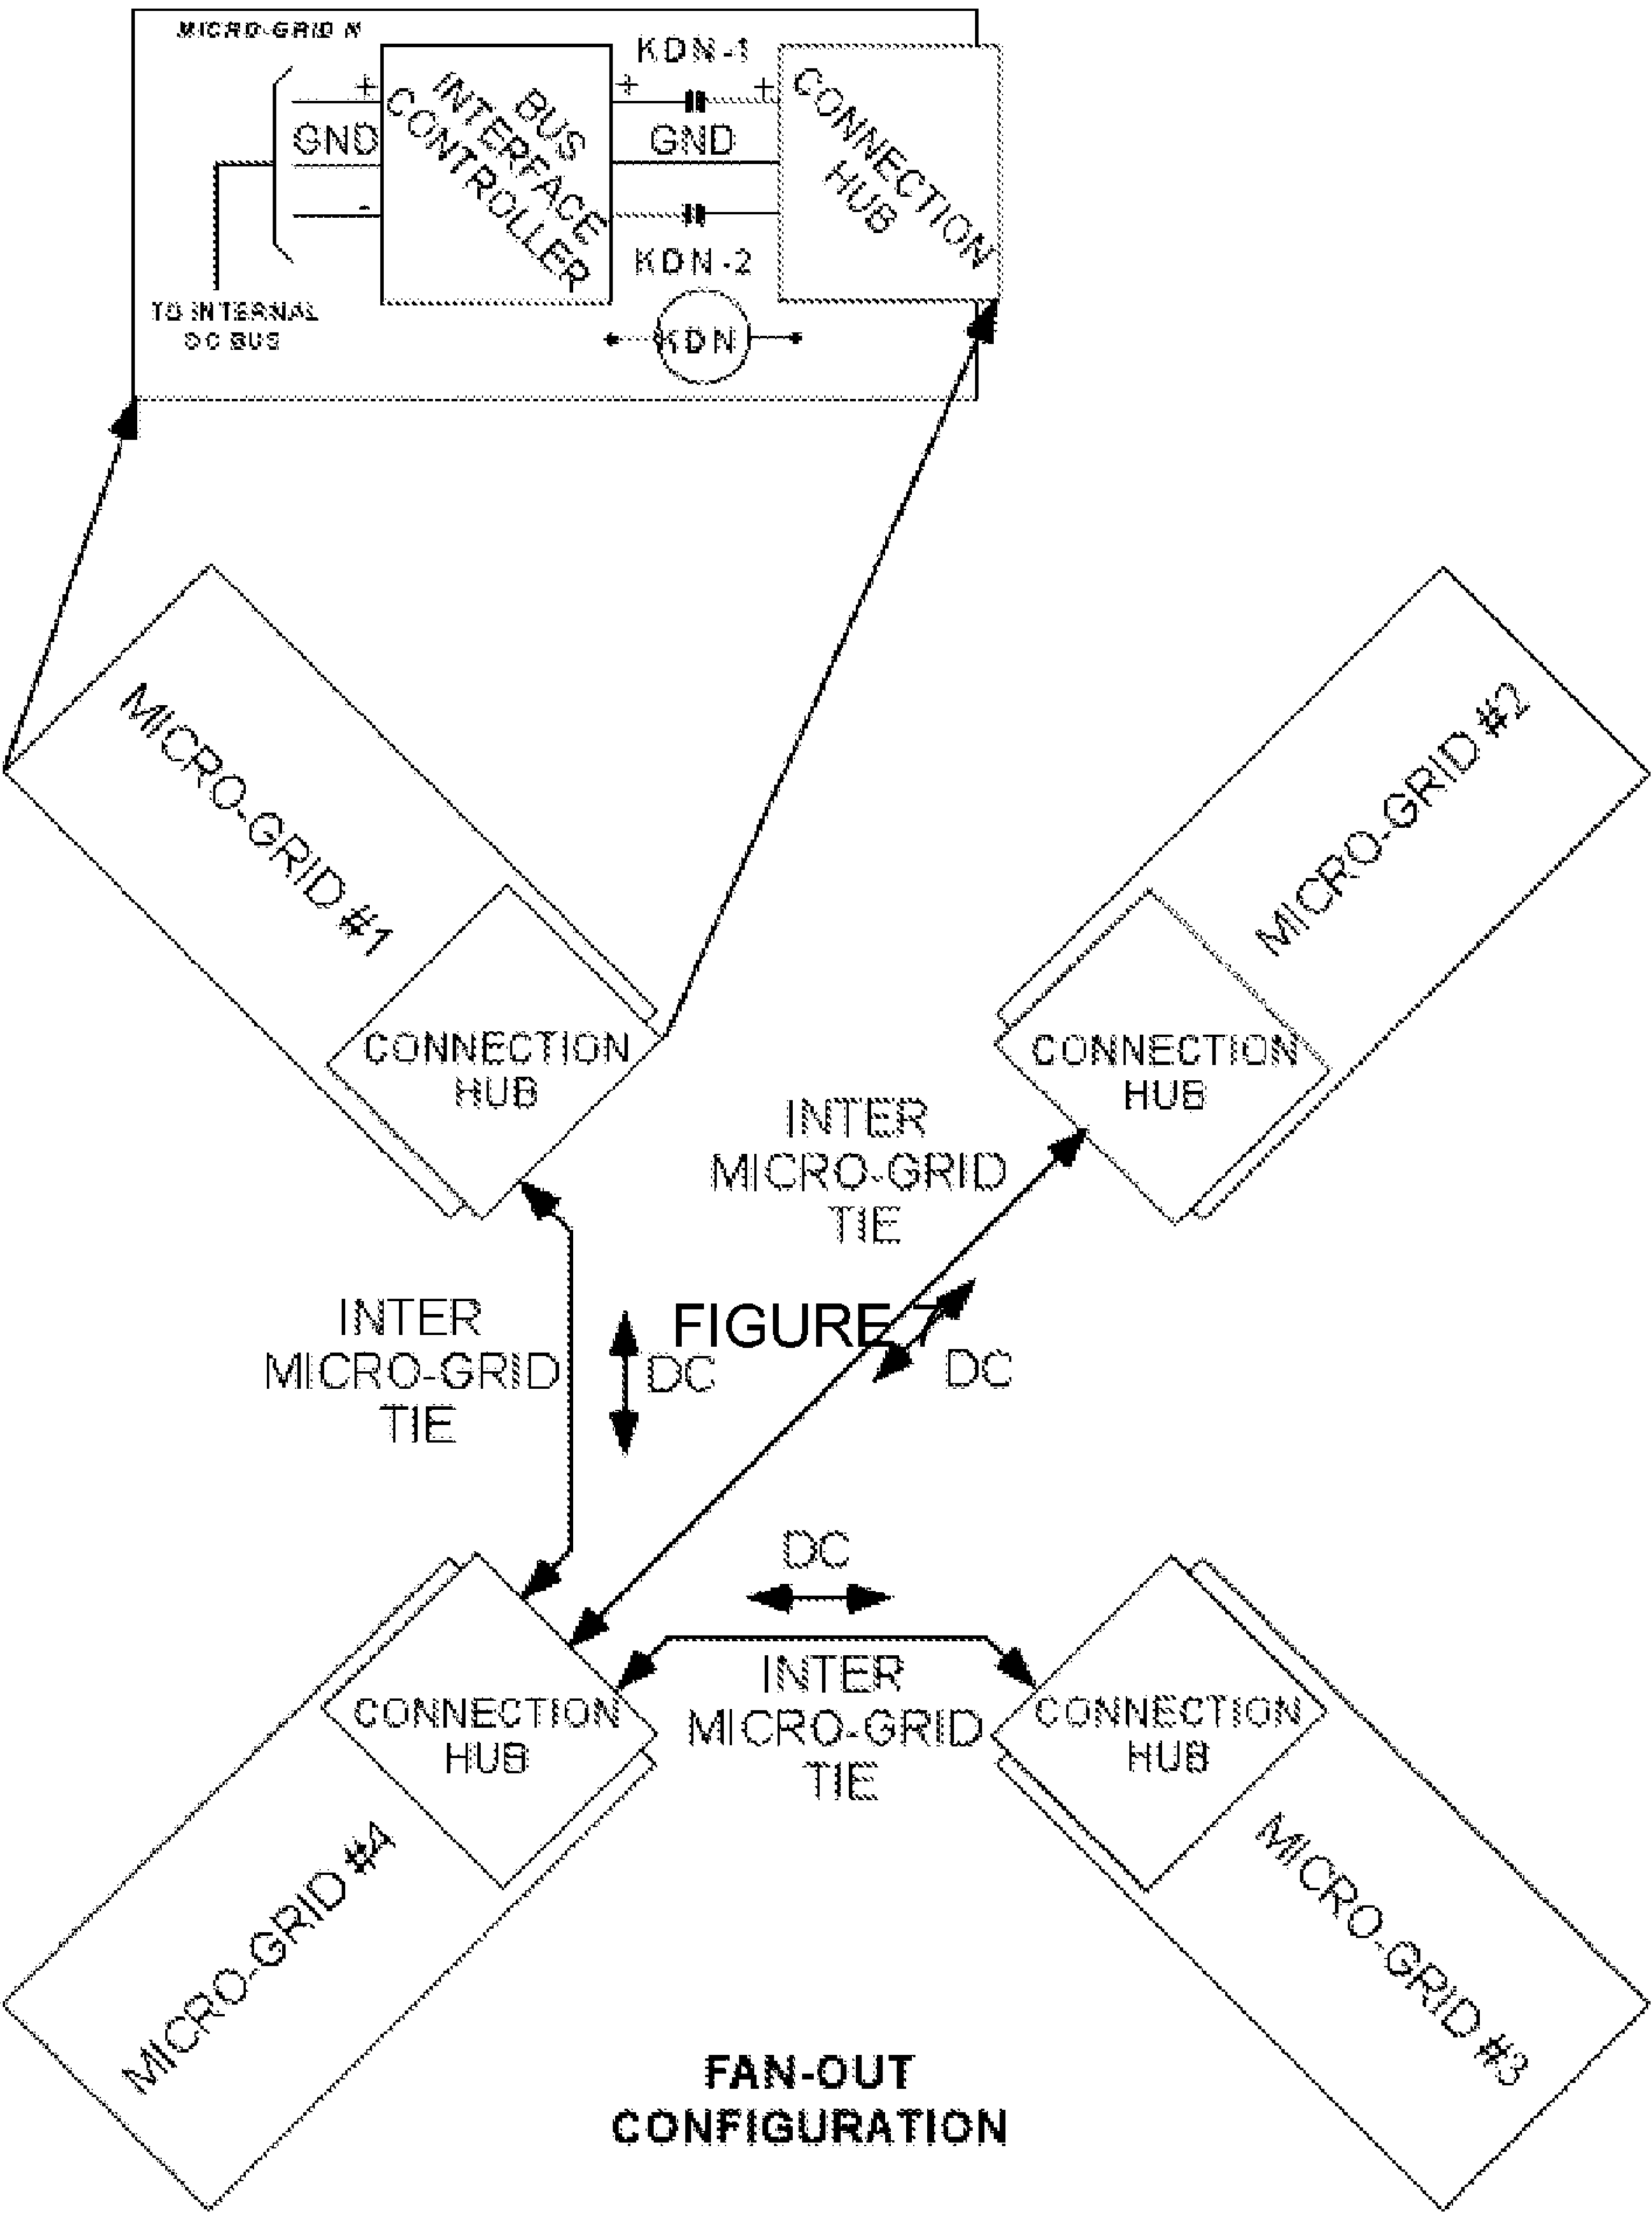 MICRO-GRID N
KDN-1
+
+
+
GND
GND
-
BUS
INTERFACE
CONTROLLER
CONNECTION
HUB
KDN-2
KDN
TO INTERNAL
DC BUS
MICRO-GRID #1
MICRO-GRID #2
CONNECTION
HUB
CONNECTION
HUB
INTER
MICRO-GRID
TIE
INTER
MICRO-GRID
TIE
FIGURE 7
DC
DC
DC
INTER
MICRO-GRID
TIE
CONNECTION
HUB
CONNECTION
HUB
MICRO-GRID #4
MICRO-GRID #3
FAN-OUT
CONFIGURATION